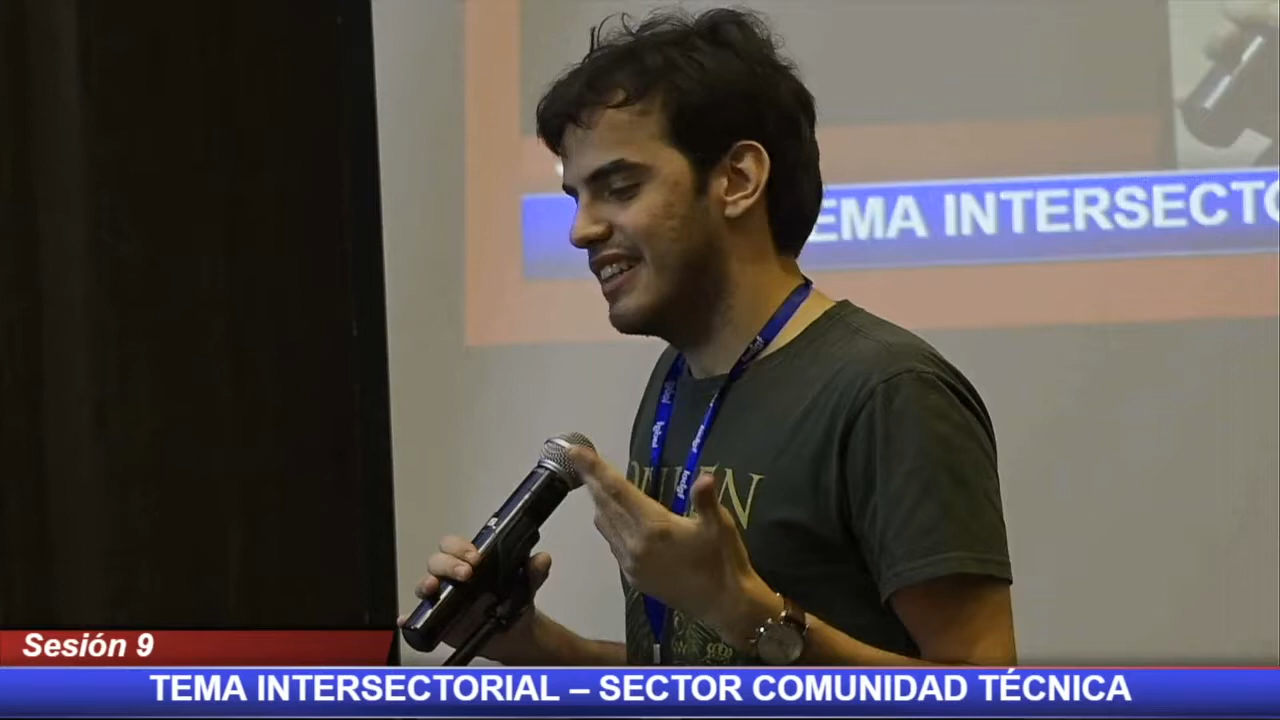 EMA INTERSECTO
Sesión 9
TEMA INTERSECTORIAL – SECTOR COMUNIDAD TÉCNICA